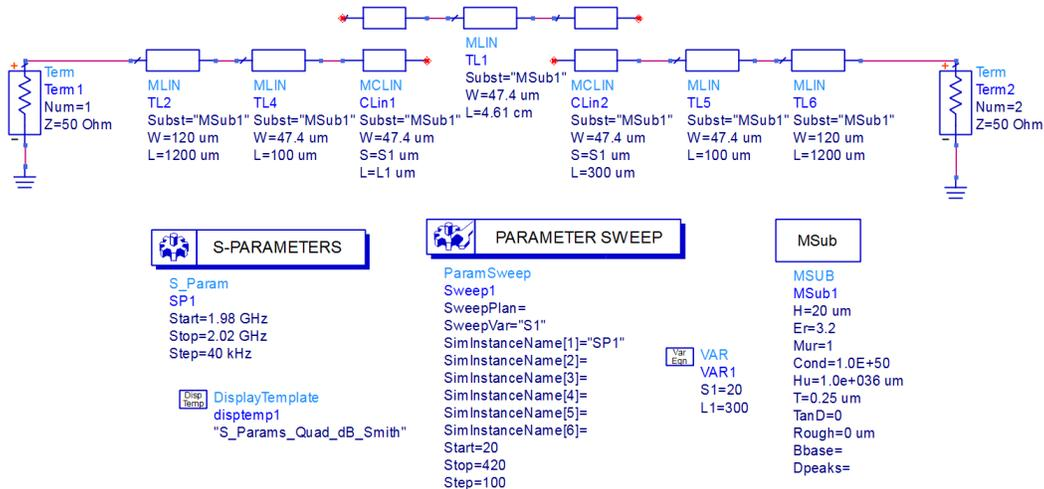 MLIN
TL1
Subst="MSub1"
W=47.4 um
L=4.61 cm
+
Term
Term1
Num=1
Z=50 Ohm
-
MLIN
TL2
Subst="MSub1"
W=120 um
L=1200 um
MLIN
TL4
Subst="MSub1"
W=47.4 um
L=100 um
MCLIN
CLin1
Subst="MSub1"
W=47.4 um
S=S1 um
L=L1 um
MCLIN
CLin2
Subst="MSub1"
W=47.4 um
S=S1 um
L=300 um
MLIN
TL5
Subst="MSub1"
W=47.4 um
L=100 um
MLIN
TL6
Subst="MSub1"
W=120 um
L=1200 um
+
Term
Term2
Num=2
Z=50 Ohm
-
S-PARAMETERS
S_Param
SP1
Start=1.98 GHz
Stop=2.02 GHz
Step=40 kHz
Disp
Temp
DisplayTemplate
disptemp1
"S_Params_Quad_dB_Smith"
PARAMETER SWEEP
ParamSweep
Sweep1
SweepPlan=
SweepVar="S1"
SimInstanceName[1]="SP1"
SimInstanceName[2]=
SimInstanceName[3]=
SimInstanceName[4]=
SimInstanceName[5]=
SimInstanceName[6]=
Start=20
Stop=420
Step=100
Var
Eqn
VAR
VAR1
S1=20
L1=300
MSub
MSUB
MSub1
H=20 um
Er=3.2
Mur=1
Cond=1.0E+50
Hu=1.0e+036 um
T=0.25 um
TanD=0
Rough=0 um
Bbase=
Dpeaks=